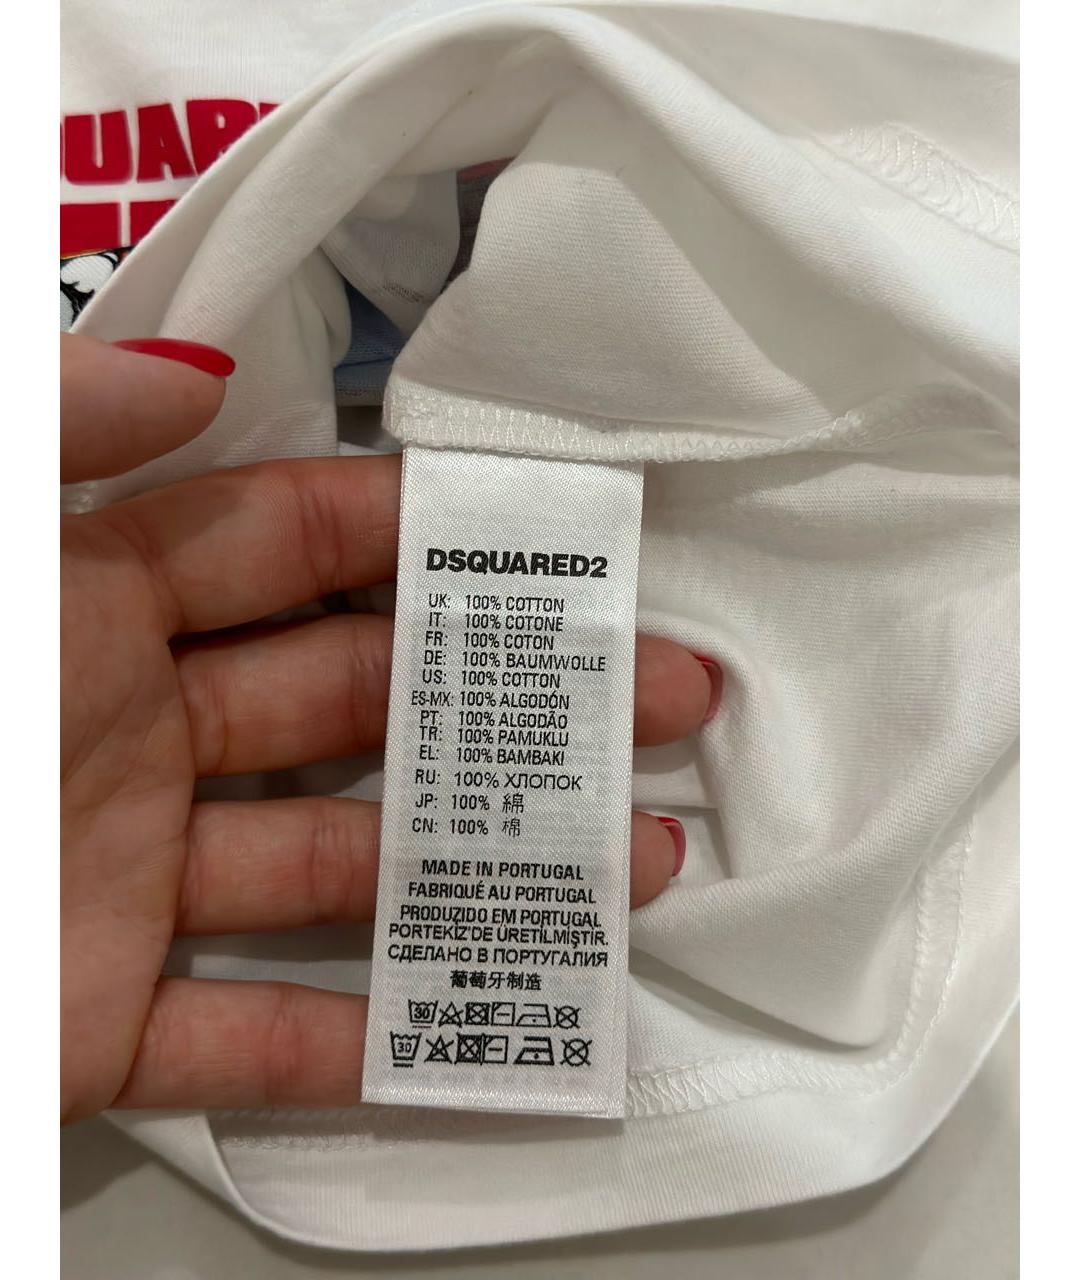 DSQUARED2
UK: 100% COTTON
IT: 100% COTONE
FR: 100% COTON
DE: 100% BAUMWOLLE
US: 100% COTTON
ES-MX: 100% ALGODÓN
PT: 100% ALGODÃO
TR: 100% PAMUKLU
EL: 100% BAMBAKI
RU: 100% ХЛОПОК
JP: 100% 綿
CN: 100% 棉
MADE IN PORTUGAL
FABRIQUÉ AU PORTUGAL
PRODUZIDO EM PORTUGAL
PORTEKİZ'DE ÜRETİLMİŞTİR.
СДЕЛАНО В ПОРТУГАЛИЯ
葡萄牙制造
30
30